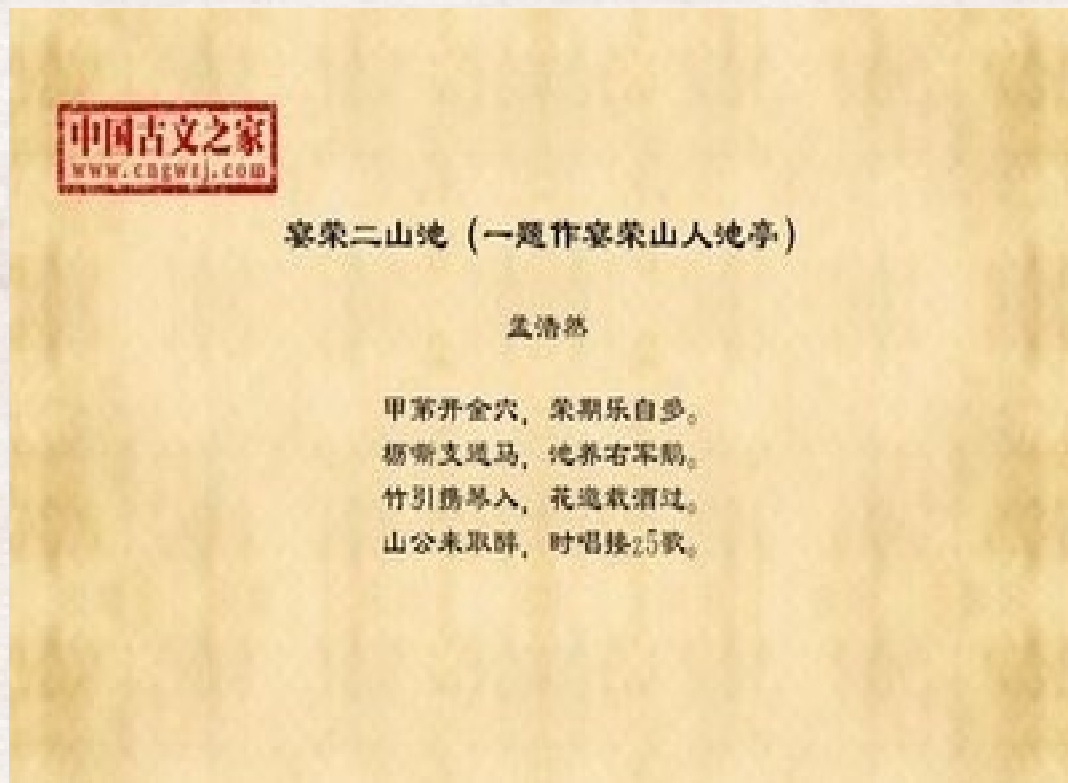 中国古文之家
www.cngwzj.com
宴荣二山池（一题作宴荣山人池亭）
孟浩然
甲第开金穴，荣期乐自多。
枥嘶支遁马，池养右军鹅。
竹引携琴入，花邀载酒过。
山公来取醉，时唱接25歌。